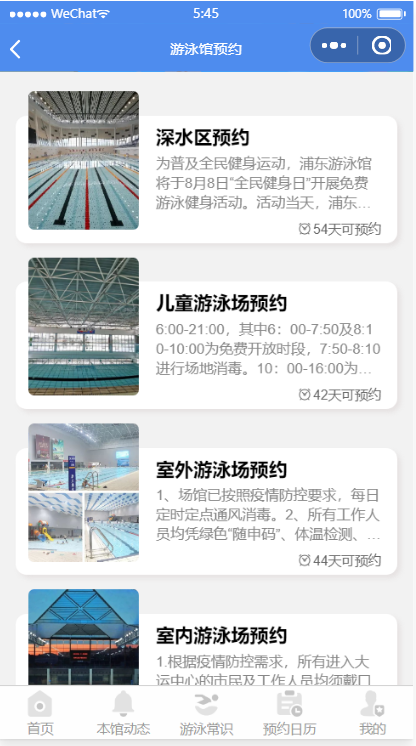 WeChat 5:45 100%
游泳馆预约
深水区预约
为普及全民健身运动，浦东游泳馆
将于8月8日“全民健身日”开展免费
游泳健身活动。活动当天，浦东...
54天可预约
儿童游泳场预约
6:00-21:00，其中6：00-7:50及8:1
0-10:00为免费开放时段，7:50-8:10
进行场地消毒。10：00-16:00为...
42天可预约
室外游泳场预约
1、场馆已按照疫情防控要求，每日
定时定点通风消毒。2、所有工作人
员均凭绿色“随申码”、体温检测、...
44天可预约
室内游泳场预约
1.根据疫情防控需求，所有进入大
运中心的市民及工作人员均须戴口
首页 本馆动态 游泳常识 预约日历 我的